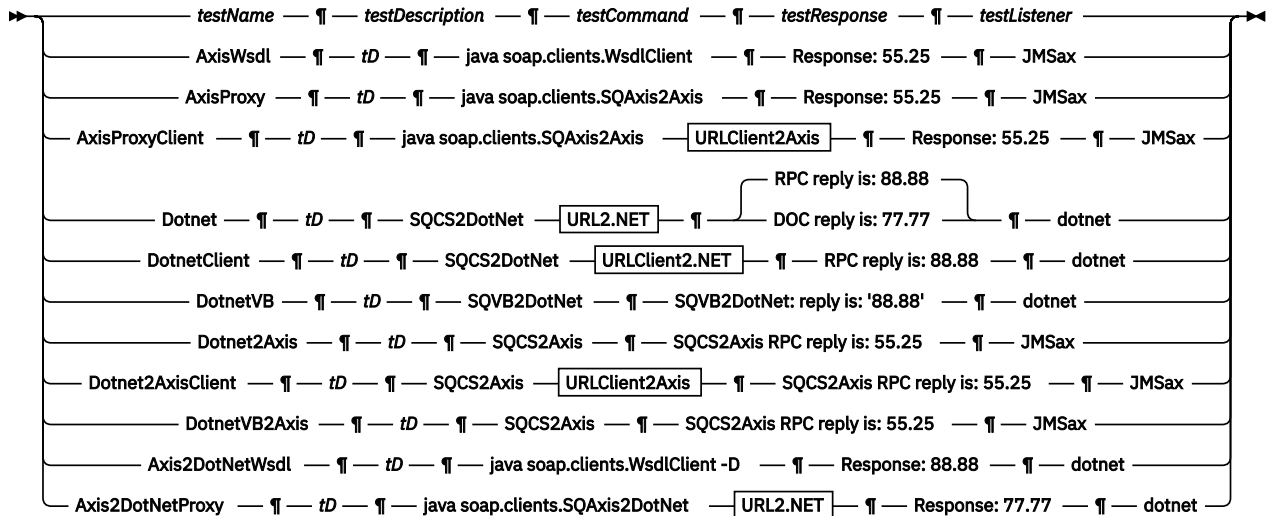 testName ¶ testDescription ¶ testCommand ¶ testResponse ¶ testListener
AxisWsdl ¶ tD ¶ java soap.clients.WsdlClient ¶ Response: 55.25 ¶ JMSax
AxisProxy ¶ tD ¶ java soap.clients.SQAxis2Axis ¶ Response: 55.25 ¶ JMSax
AxisProxyClient ¶ tD ¶ java soap.clients.SQAxis2Axis URLClient2Axis ¶ Response: 55.25 ¶ JMSax
RPC reply is: 88.88
Dotnet ¶ tD ¶ SQCS2DotNet URL2.NET ¶ DOC reply is: 77.77 ¶ dotnet
DotnetClient ¶ tD ¶ SQCS2DotNet URLClient2.NET ¶ RPC reply is: 88.88 ¶ dotnet
DotnetVB ¶ tD ¶ SQVB2DotNet ¶ SQVB2DotNet: reply is: '88.88' ¶ dotnet
Dotnet2Axis ¶ tD ¶ SQCS2Axis ¶ SQCS2Axis RPC reply is: 55.25 ¶ JMSax
Dotnet2AxisClient ¶ tD ¶ SQCS2Axis URLClient2Axis ¶ SQCS2Axis RPC reply is: 55.25 ¶ JMSax
DotnetVB2Axis ¶ tD ¶ SQCS2Axis ¶ SQCS2Axis RPC reply is: 55.25 ¶ JMSax
Axis2DotNetWsdl ¶ tD ¶ java soap.clients.WsdlClient -D ¶ Response: 88.88 ¶ dotnet
Axis2DotNetProxy ¶ tD ¶ java soap.clients.SQAxis2DotNet URL2.NET ¶ Response: 77.77 ¶ dotnet